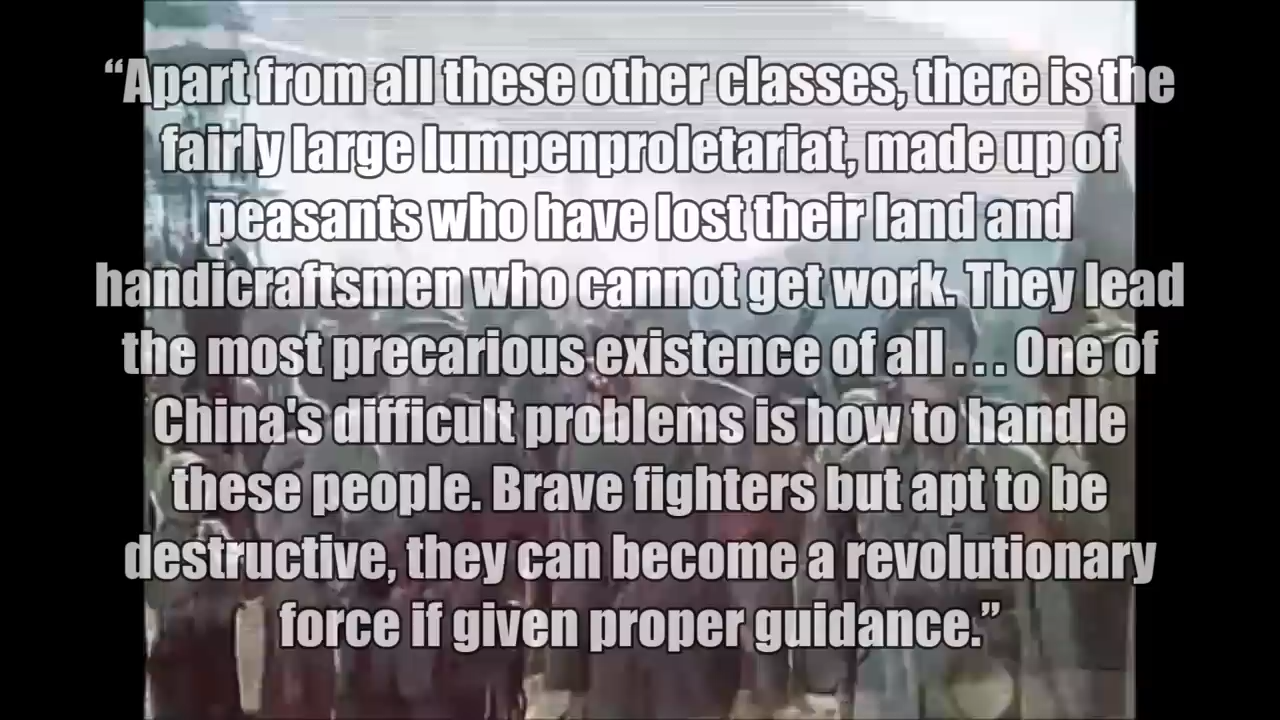 “Apart from all these other classes, there is the
fairly large lumpenproletariat, made up of
peasants who have lost their land and
handicraftsmen who cannot get work. They lead
the most precarious existence of all . . . One of
China's difficult problems is how to handle
these people. Brave fighters but apt to be
destructive, they can become a revolutionary
force if given proper guidance.”